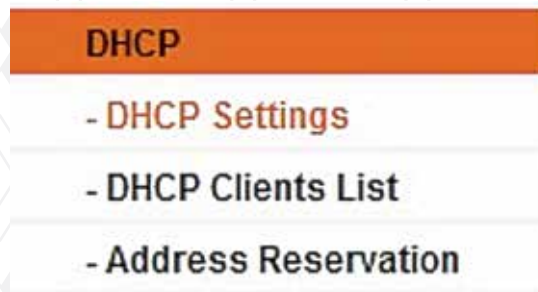 DHCP
- DHCP Settings
- DHCP Clients List
- Address Reservation